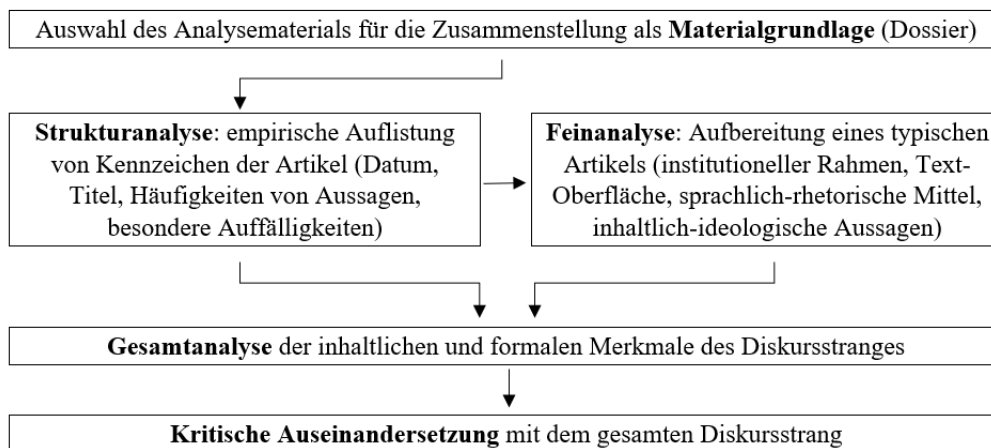 Auswahl des Analysematerials für die Zusammenstellung als Materialgrundlage (Dossier)
Strukturanalyse: empirische Auflistung
von Kennzeichen der Artikel (Datum,
Titel, Häufigkeiten von Aussagen,
besondere Auffälligkeiten)
Feinanalyse: Aufbereitung eines typischen
Artikels (institutioneller Rahmen, Text-
Oberfläche, sprachlich-rhetorische Mittel,
inhaltlich-ideologische Aussagen)
Gesamtanalyse der inhaltlichen und formalen Merkmale des Diskursstranges
Kritische Auseinandersetzung mit dem gesamten Diskursstrang